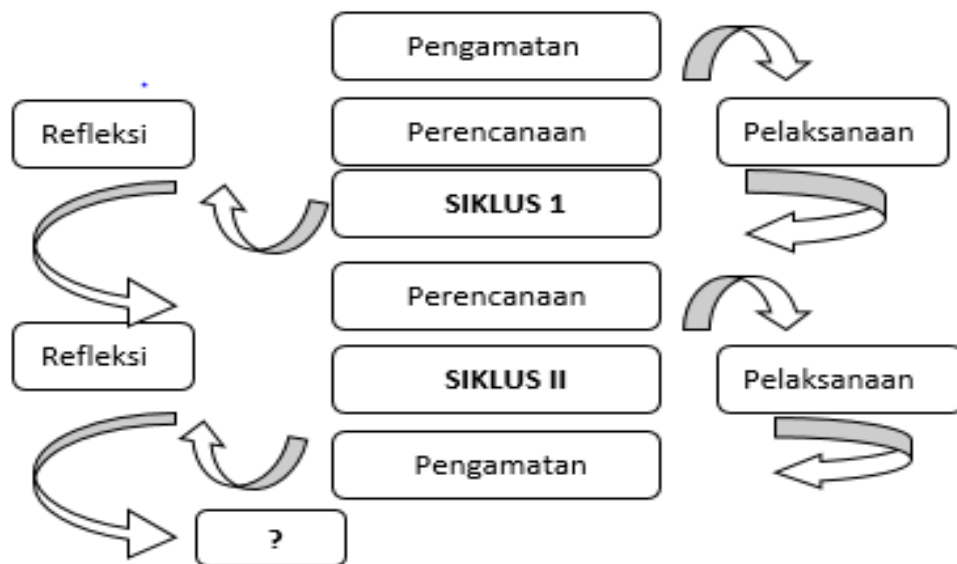 Pengamatan
Refleksi
Perencanaan
Pelaksanaan
SIKLUS 1
Perencanaan
Refleksi
SIKLUS II
Pelaksanaan
Pengamatan
?